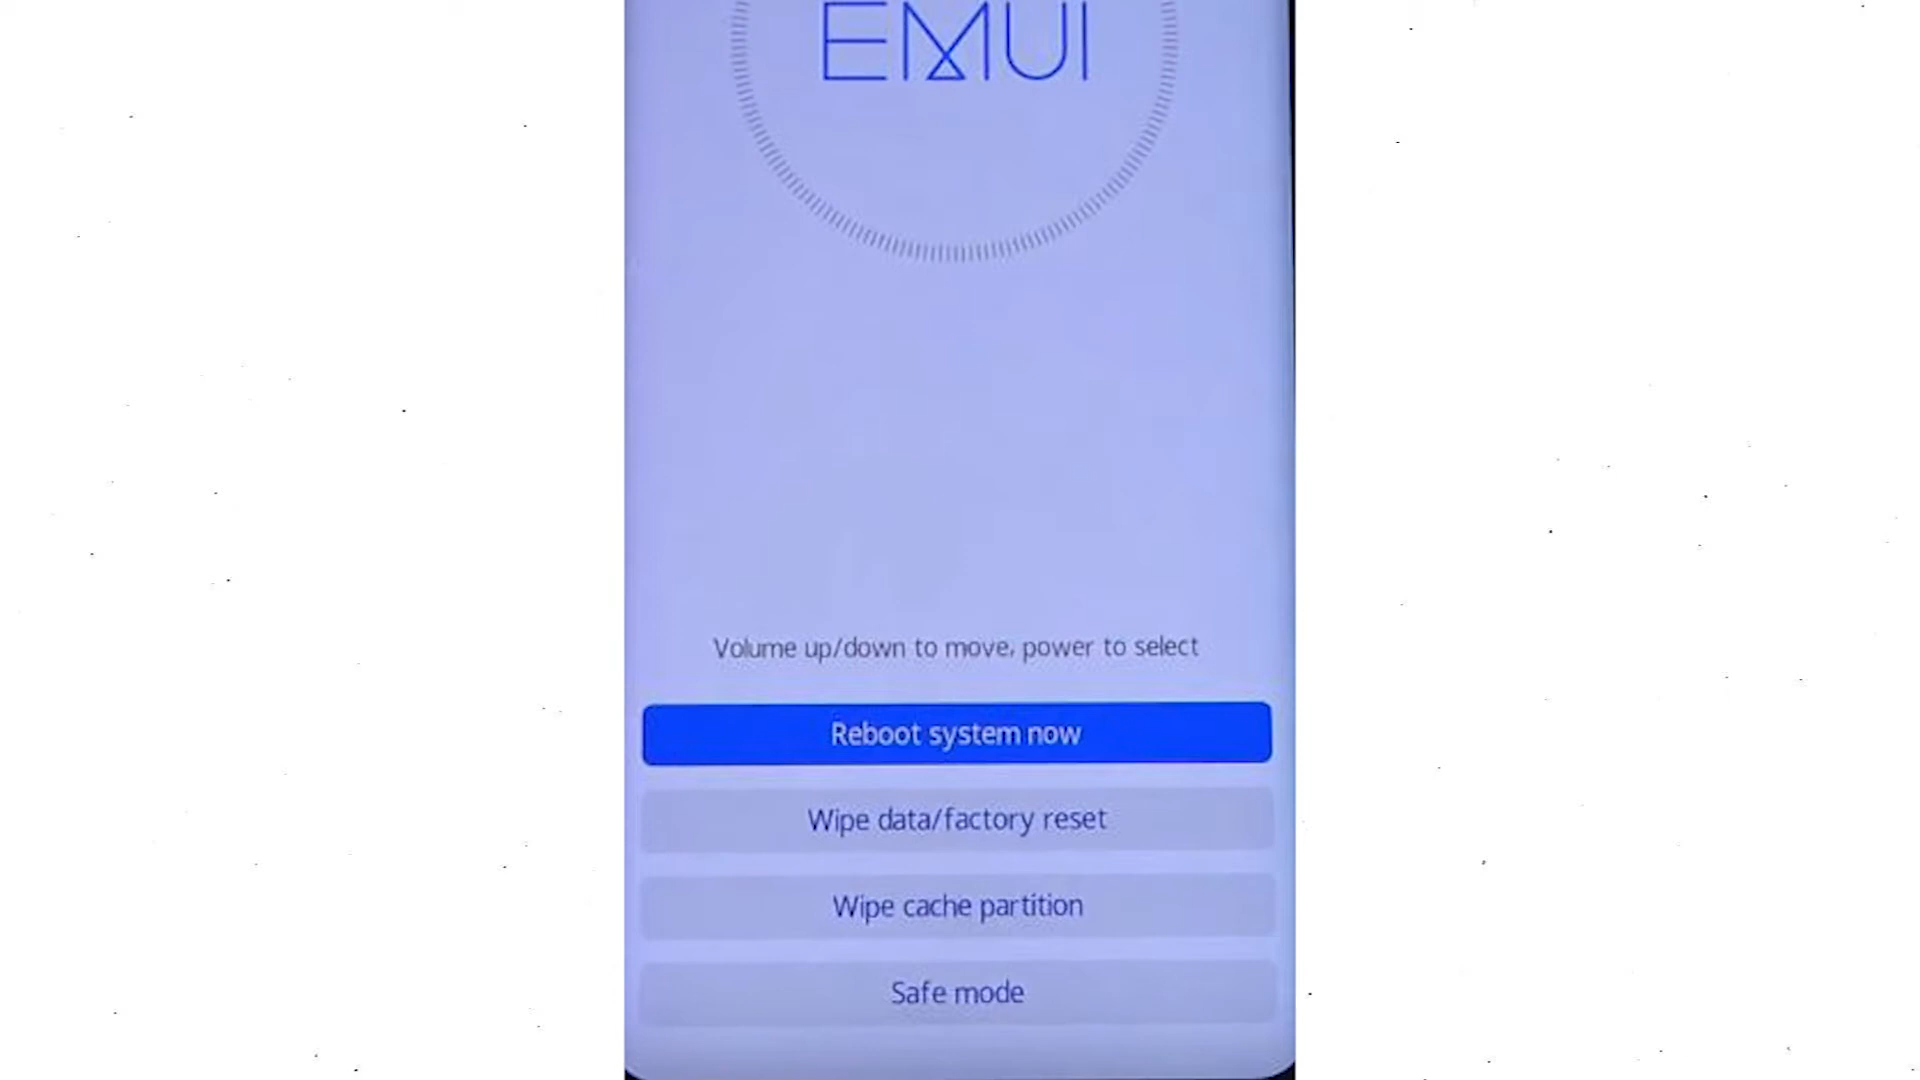 EMUI
Volume up/down to move, power to select
Reboot system now
Wipe data/factory reset
Wipe cache partition
Safe mode